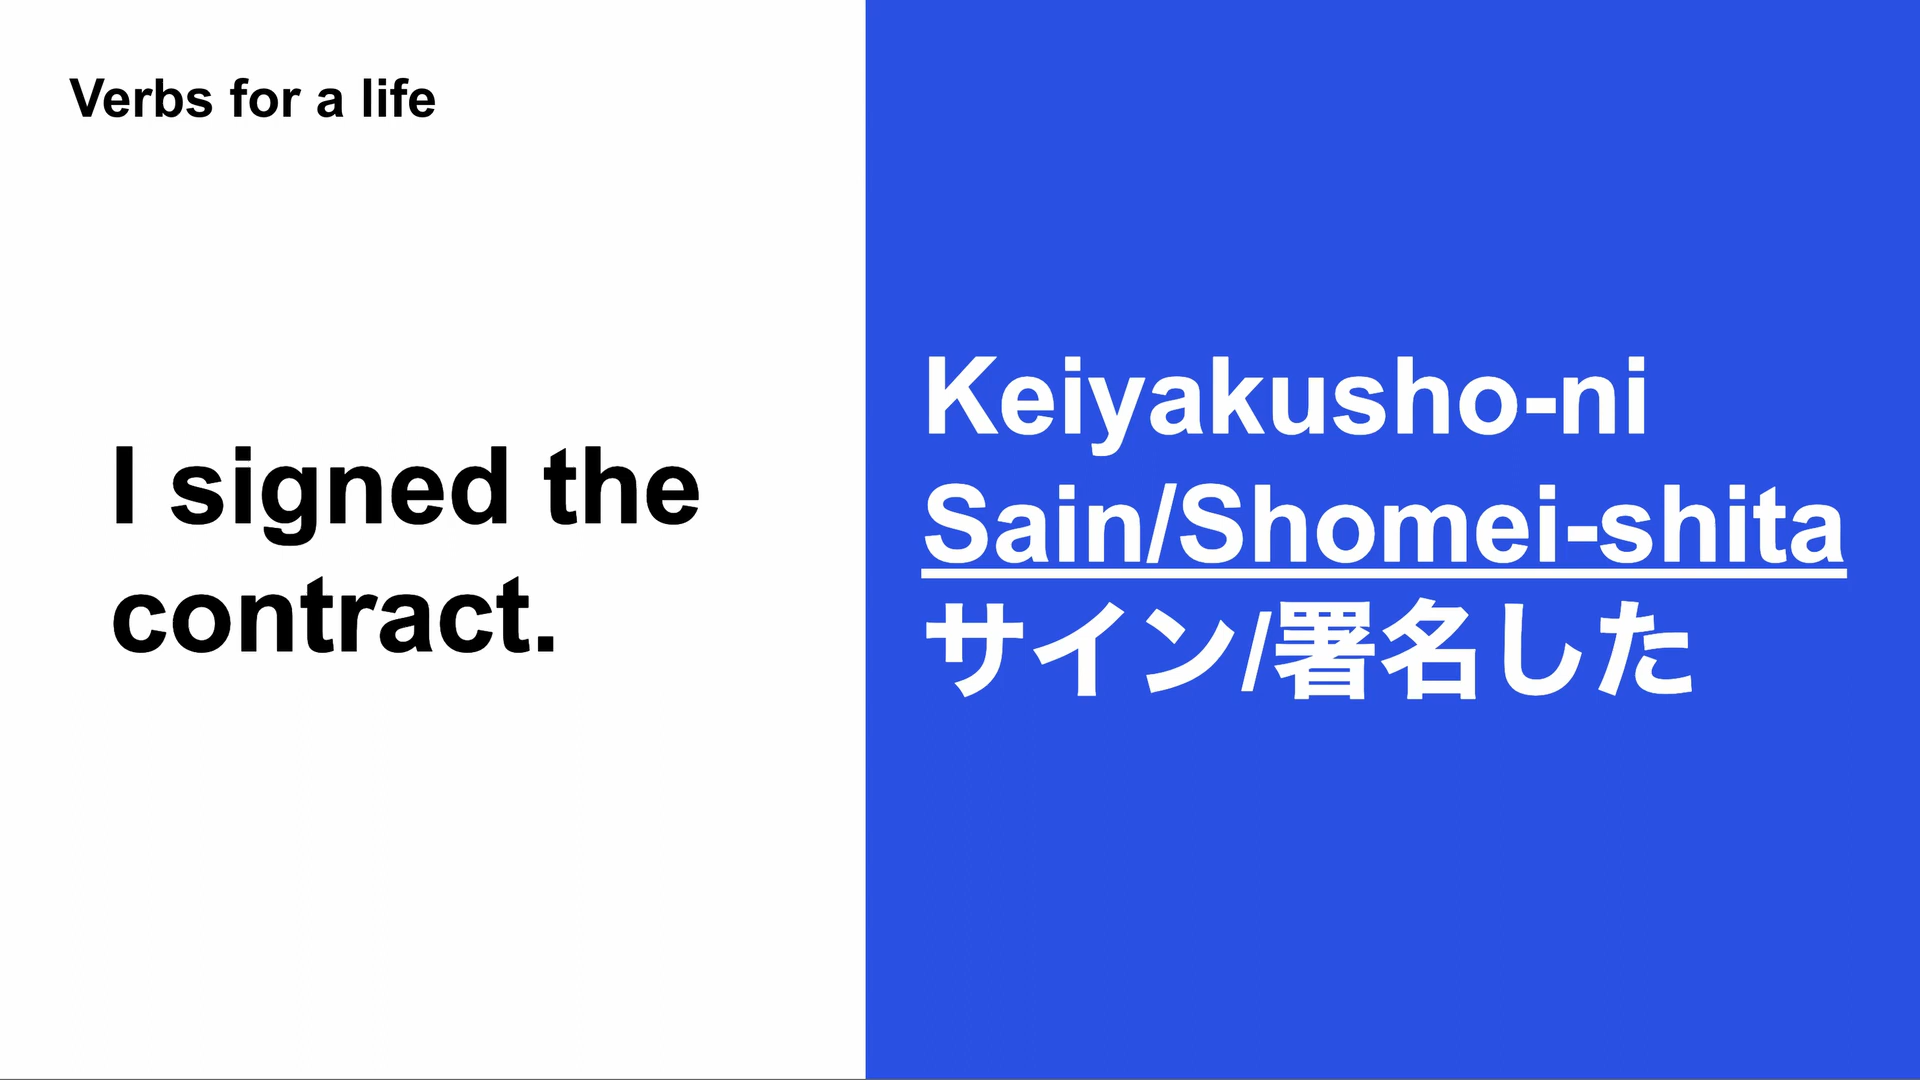 Verbs for a life
I signed the
contract.
Keiyakusho-ni
Sain/Shomei-shita
サイン/署名した